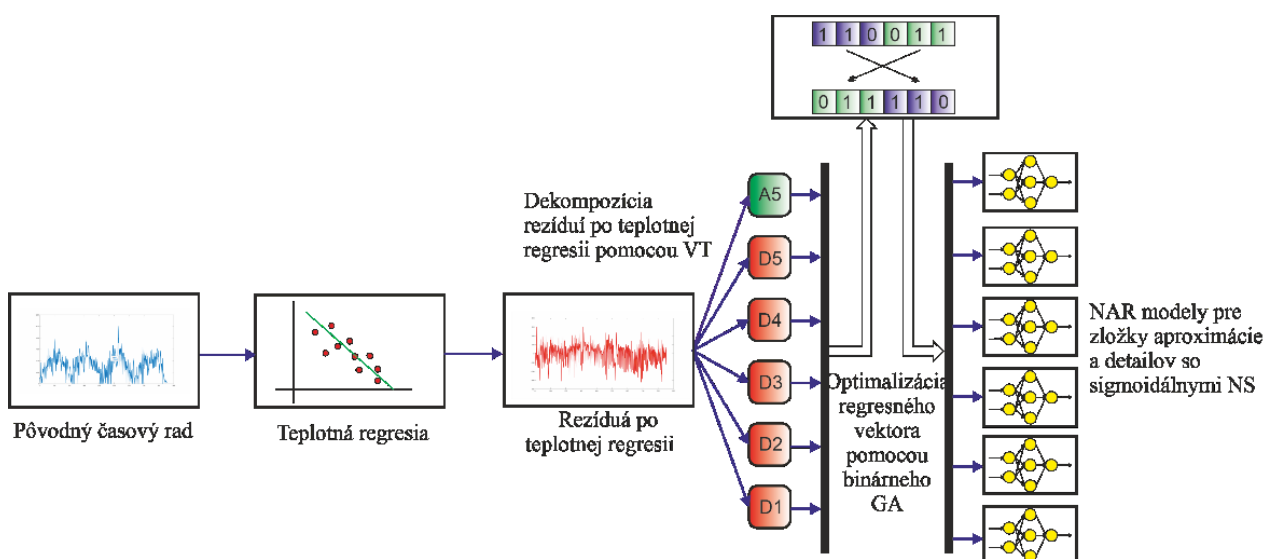 1 1 0 0 1 1
0 1 1 1 1 0
Dekompozícia
rezíduí po teplotnej
regresii pomocou VT
A5
D5
D4
D3
D2
D1
Pôvodný časový rad
Teplotná regresia
Rezíduá po
teplotnej regresii
Optimalizácia
regresného
vektora
pomocou
binárneho
GA
NAR modely pre
zložky aproximácie
a detailov so
sigmoidálnymi NS